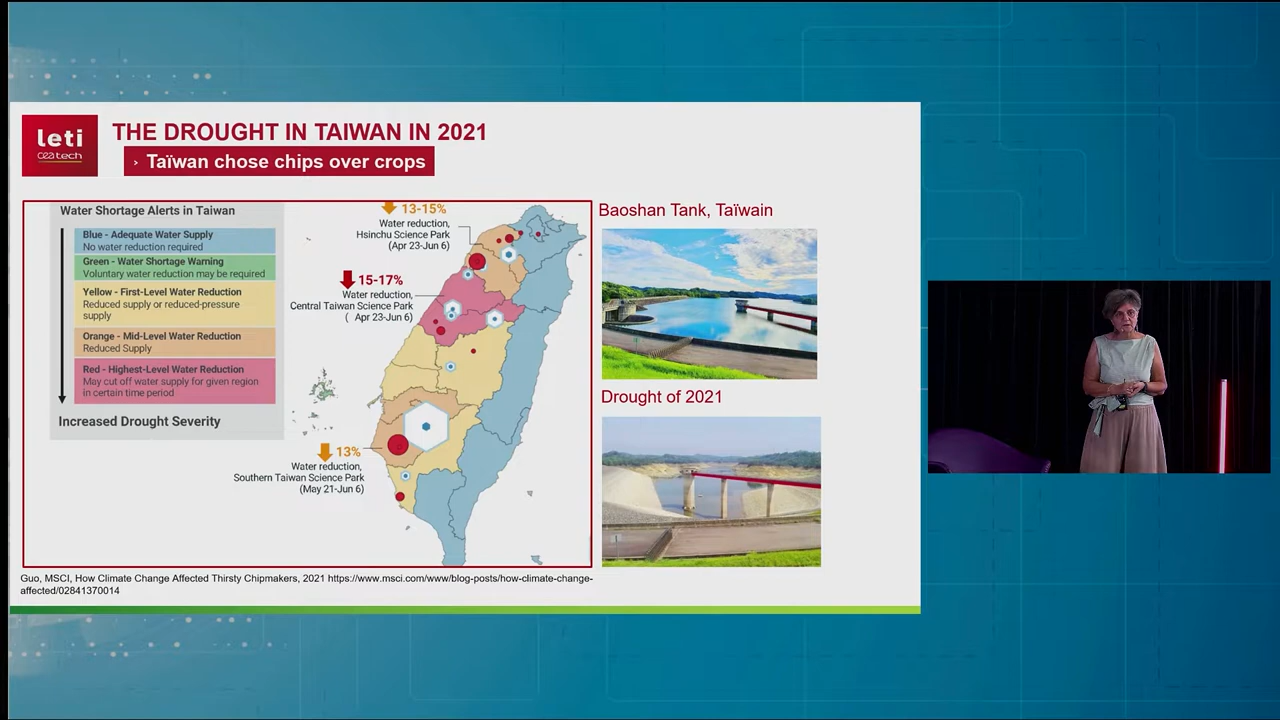 leti
ceatech
THE DROUGHT IN TAIWAN IN 2021
› Taïwan chose chips over crops
Water Shortage Alerts in Taiwan
Blue - Adequate Water Supply
No water reduction required
Green - Water Shortage Warning
Voluntary water reduction may be required
Yellow - First-Level Water Reduction
Reduced supply or reduced-pressure
supply
Orange - Mid-Level Water Reduction
Reduced Supply
Red - Highest-Level Water Reduction
May cut off water supply for given region
in certain time period
Increased Drought Severity
13-15%
Water reduction,
Hsinchu Science Park
(Apr 23-Jun 6)
15-17%
Water reduction,
Central Taiwan Science Park
( Apr 23-Jun 6)
13%
Water reduction,
Southern Taiwan Science Park
(May 21-Jun 6)
Baoshan Tank, Taïwain
Drought of 2021
Guo, MSCI, How Climate Change Affected Thirsty Chipmakers, 2021 https://www.msci.com/www/blog-posts/how-climate-change-
affected/02841370014